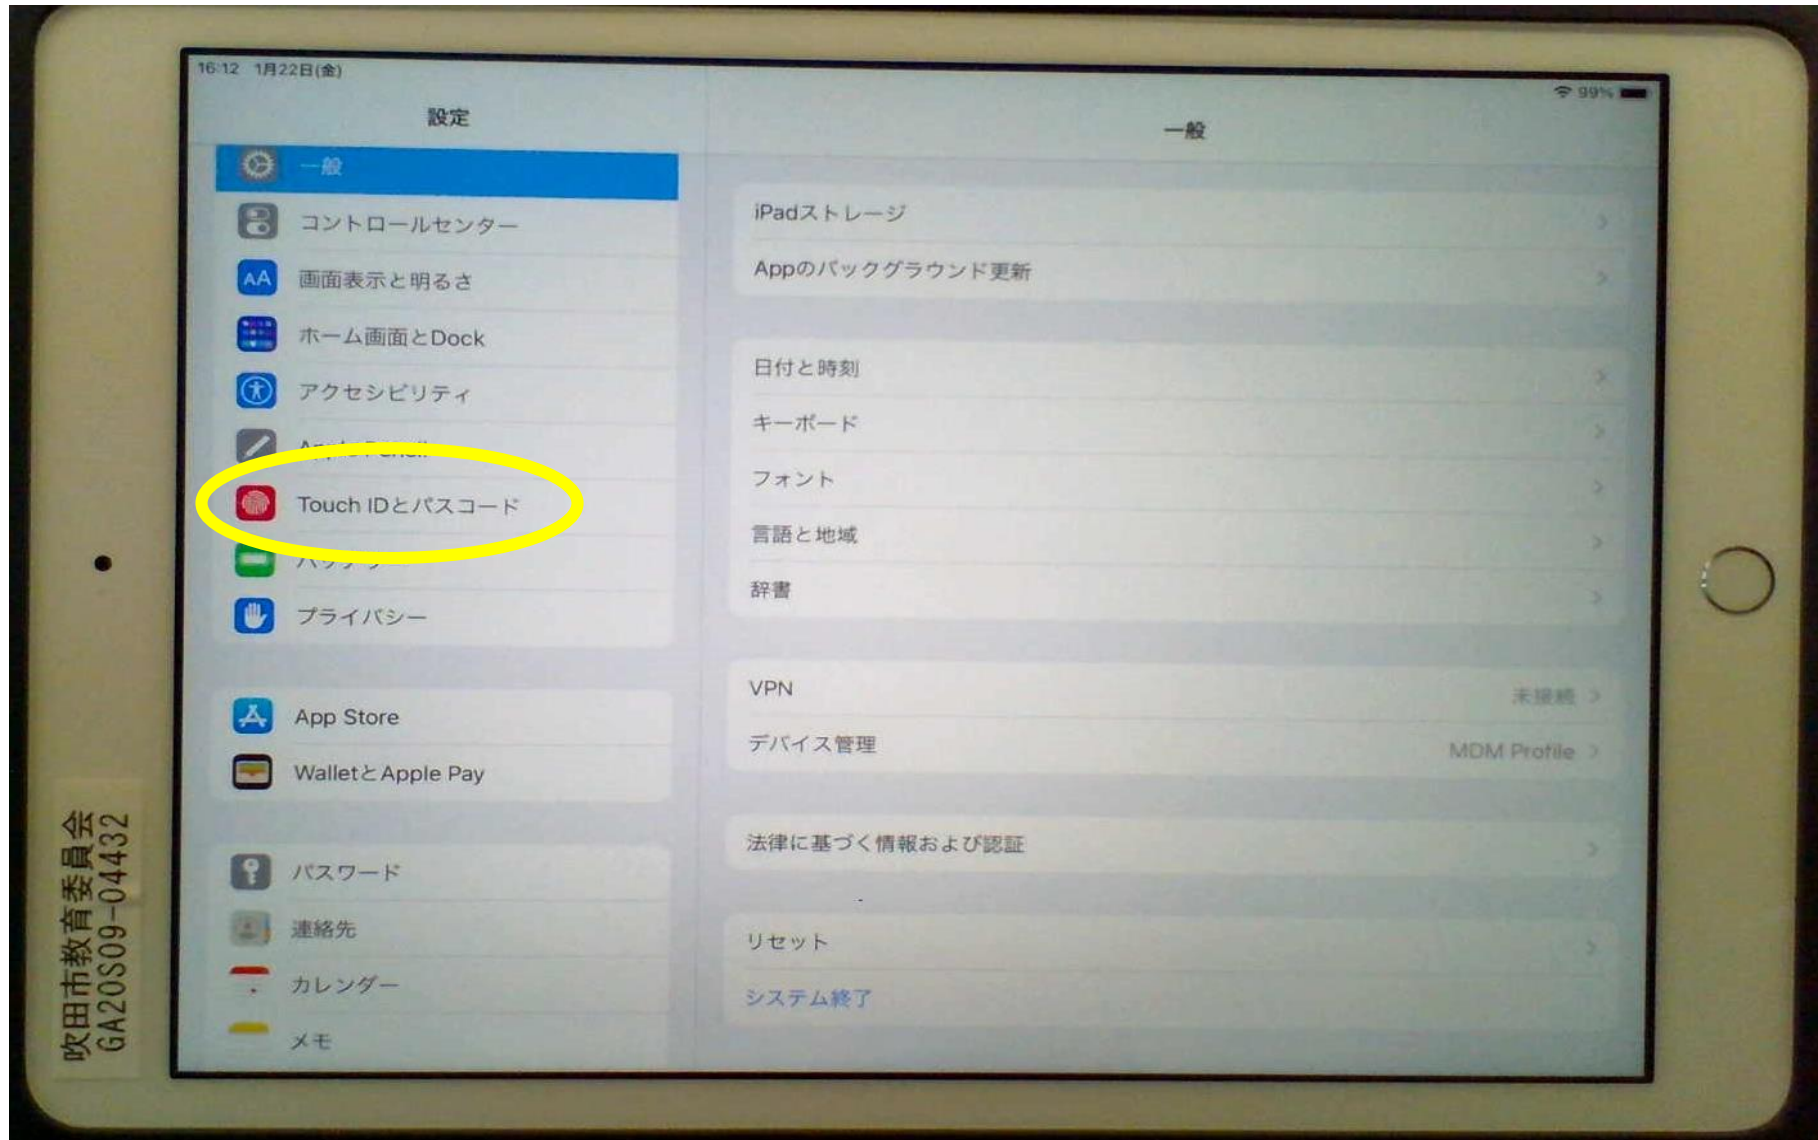 16:12 1月22日(金)
99%
設定
一般
コントロールセンター
画面表示と明るさ
ホーム画面とDock
アクセシビリティ
Touch IDとパスコード
プライバシー
App Store
WalletとApple Pay
パスワード
連絡先
カレンダー
メモ
一般
iPadストレージ
Appのバックグラウンド更新
日付と時刻
キーボード
フォント
言語と地域
辞書
VPN 未接続
デバイス管理 MDM Profile
法律に基づく情報および認証
リセット
システム終了
吹田市教育委員会
GA20S09-04432